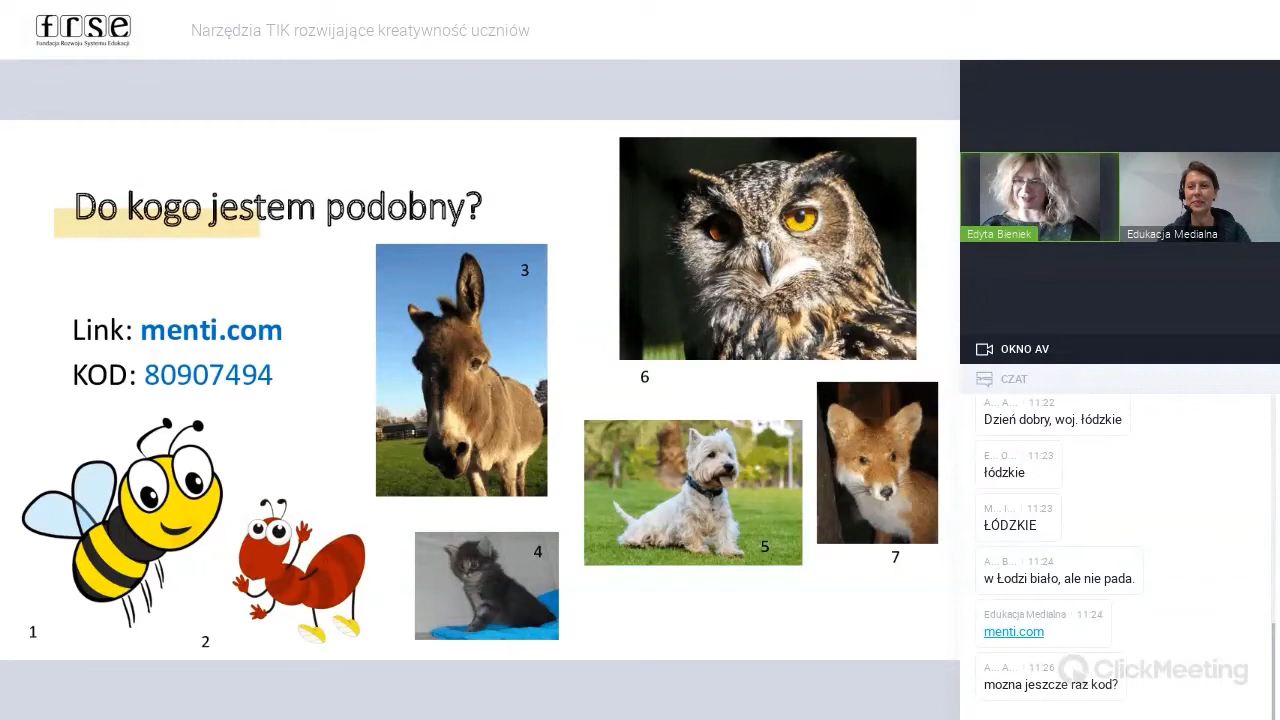 frse
Fundacja Rozwoju Systemu Edukacji
Narzędzia TIK rozwijające kreatywność uczniów
Do kogo jestem podobny?
Link: menti.com
KOD: 80907494
1
2
3
4
5
6
7
Edyta Bieniek
Edukacja Medialna
OKNO AV
CZAT
A... A... 11:22
Dzień dobry, woj. łódzkie
E... O... 11:23
łódzkie
M... I... 11:23
ŁÓDZKIE
A... B... 11:24
w Łodzi biało, ale nie pada.
Edukacja Medialna 11:24
menti.com
A... A... 11:26
mozna jeszcze raz kod?
ClickMeeting